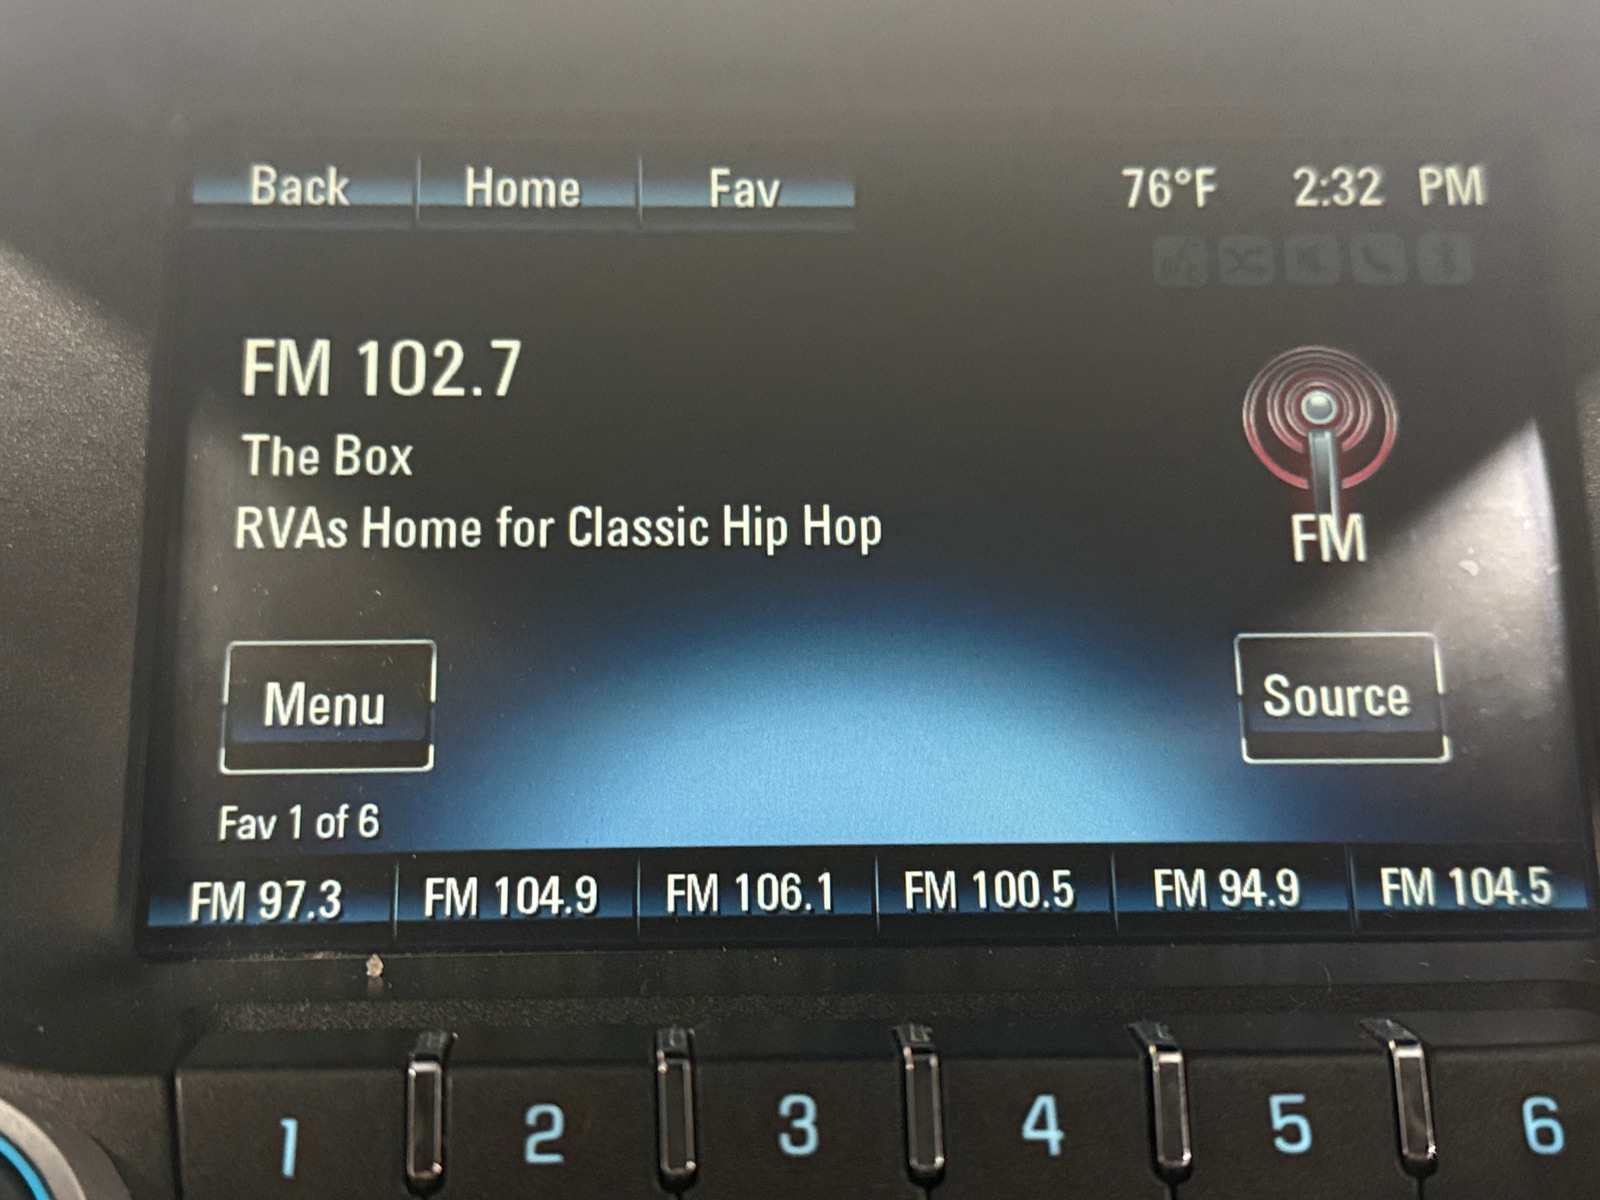 Back Home Fav 76°F 2:32 PM
FM 102.7
The Box
RVAs Home for Classic Hip Hop
FM
Menu Source
Fav 1 of 6
FM 97.3 FM 104.9 FM 106.1 FM 100.5 FM 94.9 FM 104.5
1 2 3 4 5 6